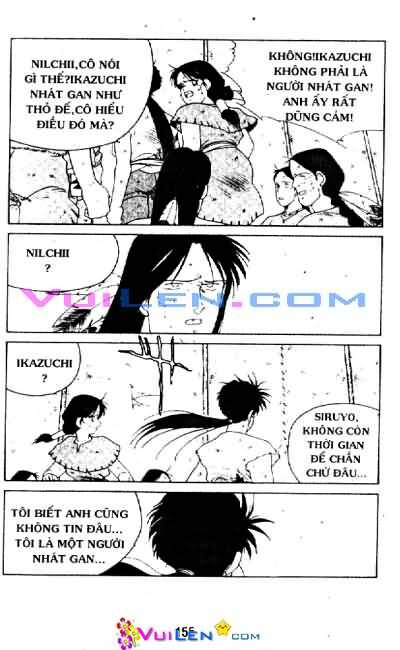 NILCHII,CÔ NÓI
GÌ THẾ?IKAZUCHI
NHÁT GAN NHƯ
THỎ ĐẾ,CÔ HIỂU
ĐIỀU ĐÓ MÀ?
KHÔNG!IKAZUCHI
KHÔNG PHẢI LÀ
NGƯỜI NHÁT GAN!
ANH ẤY RẤT
DŨNG CẢM!
NILCHII
?
VUILEN.COM
IKAZUCHI
?
SIRUYO,
KHÔNG CÒN
THỜI GIAN
ĐỂ CHẦN
CHỪ ĐÂU...
TÔI BIẾT ANH CŨNG
KHÔNG TIN ĐÂU...
TÔI LÀ MỘT NGƯỜI
NHÁT GAN...
155
VUILEN.COM